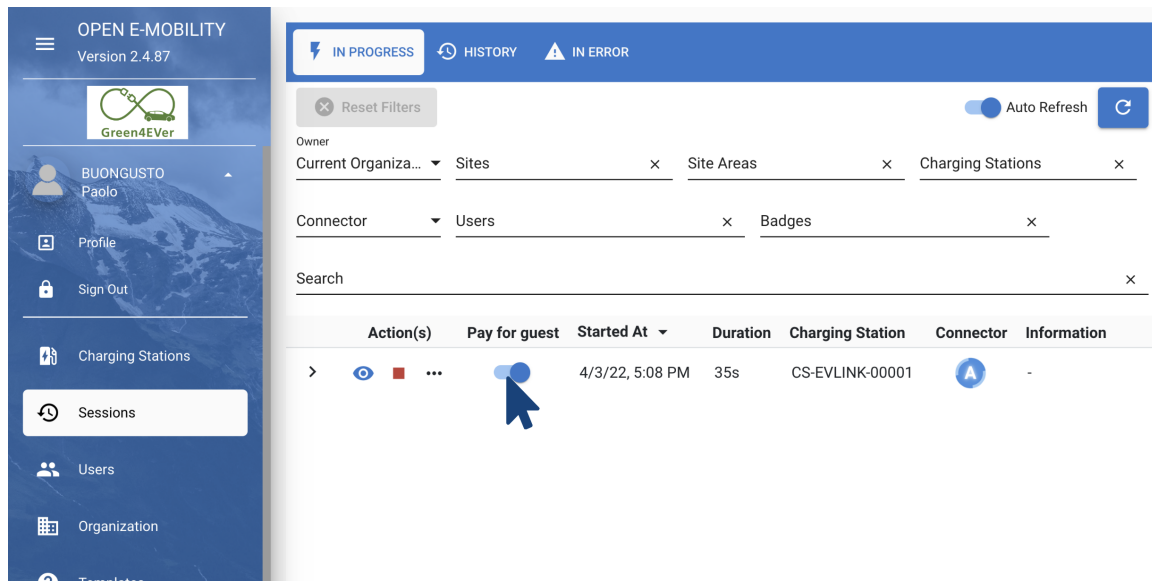 OPEN E-MOBILITY
Version 2.4.87
Green4EVer
BUONGUSTO
Paolo
Profile
Sign Out
Charging Stations
Sessions
Users
Organization
Templates
IN PROGRESS HISTORY IN ERROR
Reset Filters Auto Refresh
Owner
Current Organiza... Sites Site Areas Charging Stations
Connector Users Badges
Search
Action(s) Pay for guest Started At Duration Charging Station Connector Information
4/3/22, 5:08 PM 35s CS-EVLINK-00001 A -